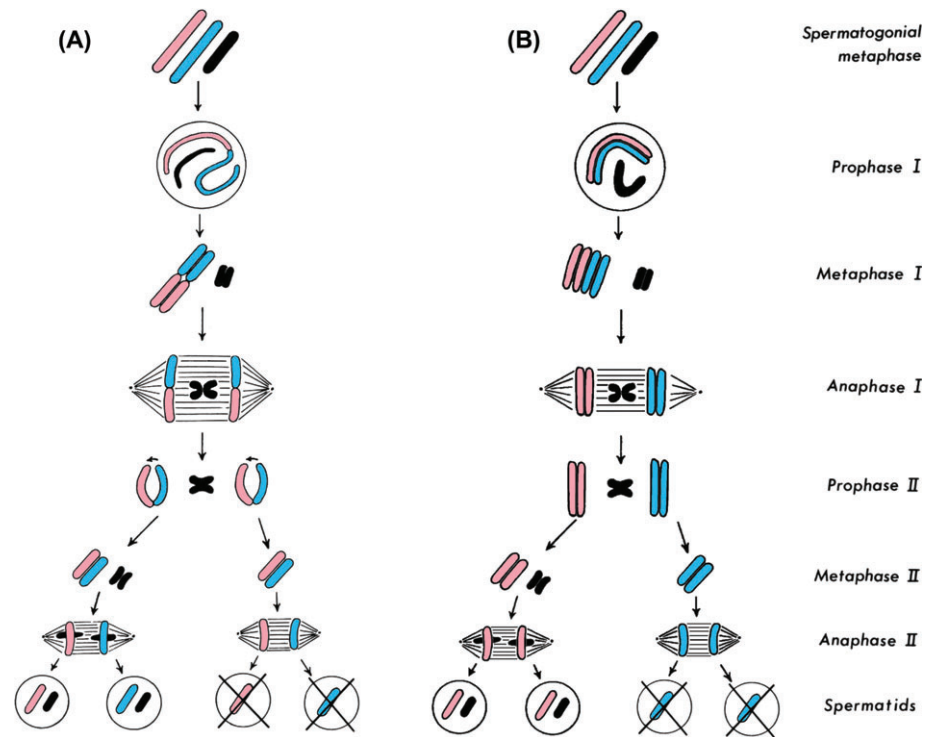 (A)
(B)
Spermatogonial
metaphase
Prophase I
Metaphase I
Anaphase I
Prophase II
Metaphase II
Anaphase II
Spermatids